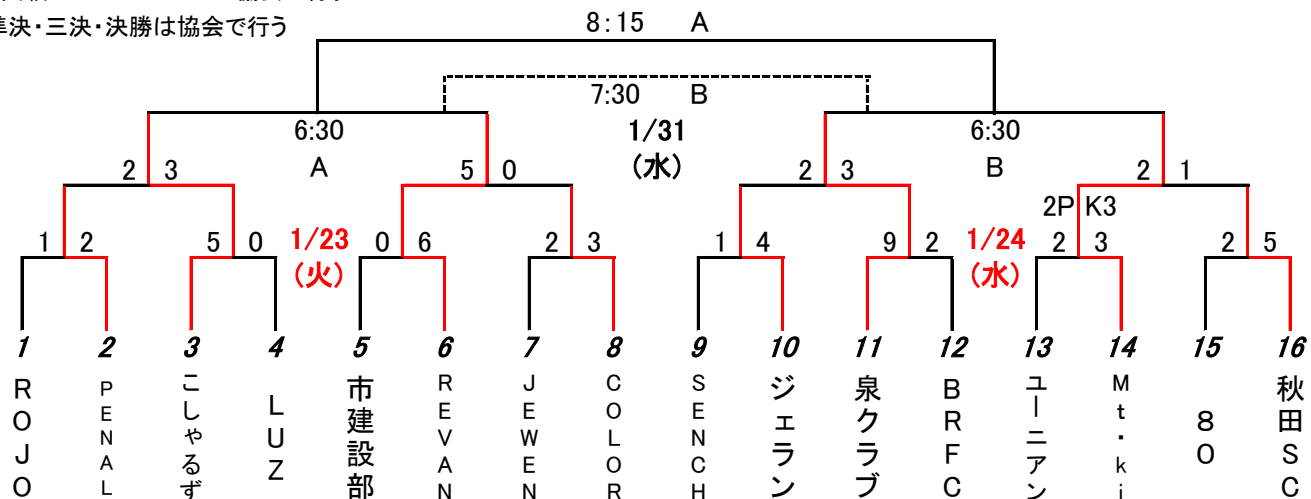 準決・三決・決勝は協会で行う
8:15 A
7:30 B
6:30 1/31 6:30
A (水) B
2 3 5 0 2 3 2 1
2P K3
1 2 5 0 1/23 0 6 2 3 1 4 9 2 1/24 2 3 2 5
(火) (水)
1 2 3 4 5 6 7 8 9 10 11 12 13 14 15 16
ROJO
PENAL
こしゃるず
LUZ
市建設部
REVAN
JEWEN
COLOR
SENCH
ジェラン
泉クラブ
BRFC
ユーニアン
Mt・ki
80
秋田SC